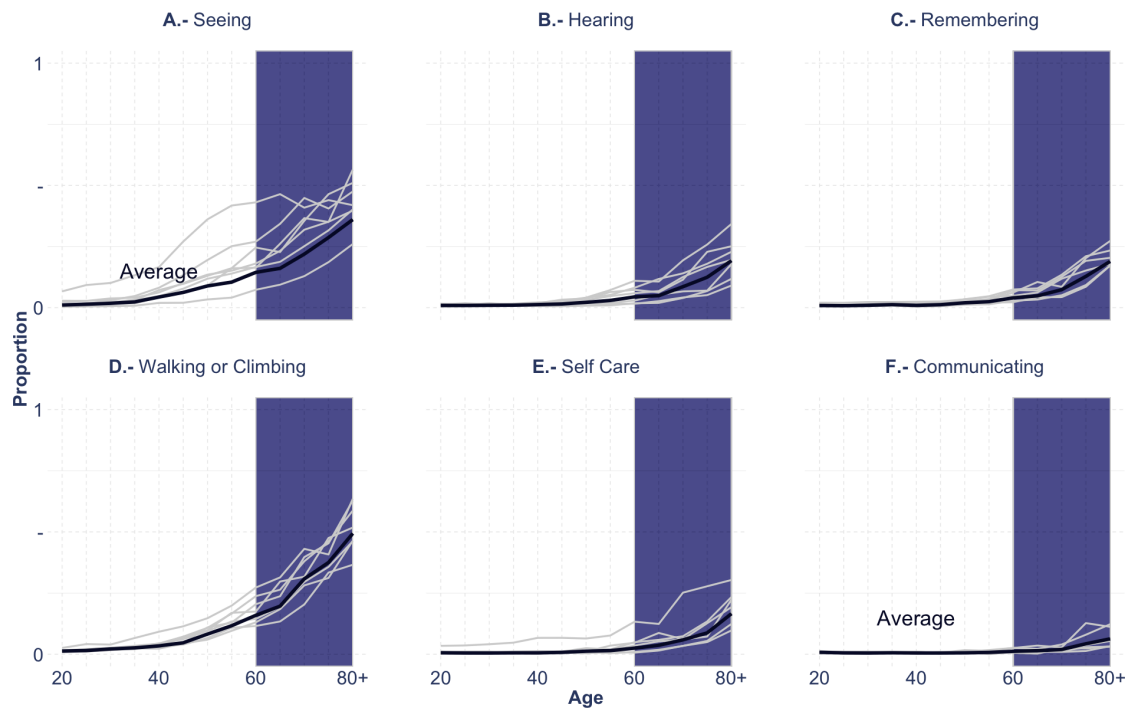 A.- Seeing
B.- Hearing
C.- Remembering
1
-
0
Average
Proportion
D.- Walking or Climbing
E.- Self Care
F.- Communicating
1
-
0
Average
20 40 60 80+
20 40 60 80+
20 40 60 80+
Age